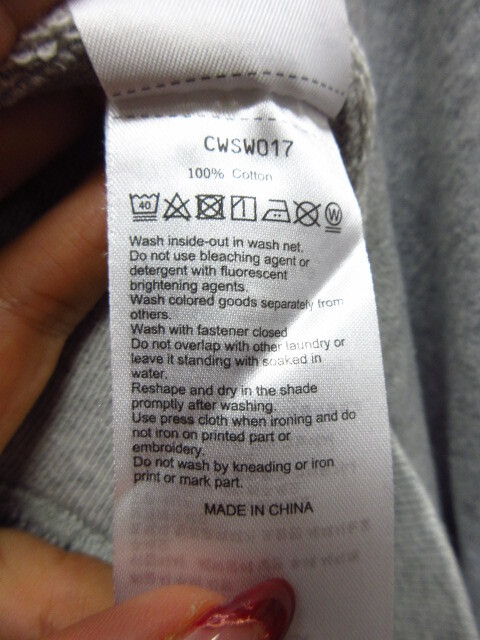 CWSW017
100% Cotton
40
W
Wash inside-out in wash net.
Do not use bleaching agent or
detergent with fluorescent
brightening agents.
Wash colored goods separately from
others.
Wash with fastener closed
Do not overlap with other laundry or
leave it standing with soaked in
water.
Reshape and dry in the shade
promptly after washing.
Use press cloth when ironing and do
not iron on printed part or
embroidery.
Do not wash by kneading or iron
print or mark part.
MADE IN CHINA